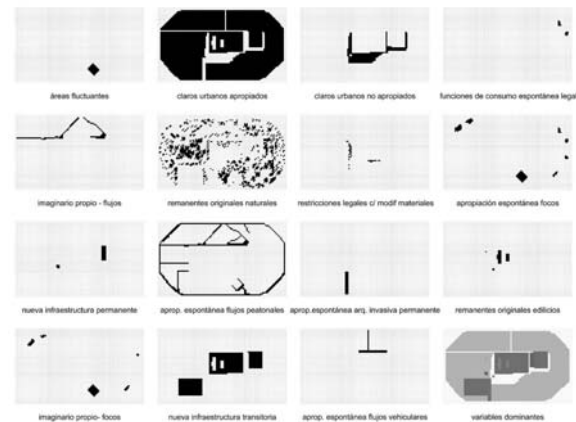 áreas fluctuantes
claros urbanos apropiados
claros urbanos no apropiados
funciones de consumo espontánea legal
imaginario propio - flujos
remanentes originales naturales
restricciones legales c/ modif materiales
apropiación espontánea focos
nueva infraestructura permanente
aprop. espontánea flujos peatonales
aprop.espontánea arq. invasiva permanente
remanentes originales edilicios
imaginario propio- focos
nueva infraestructura transitoria
aprop. espontánea flujos vehiculares
variables dominantes